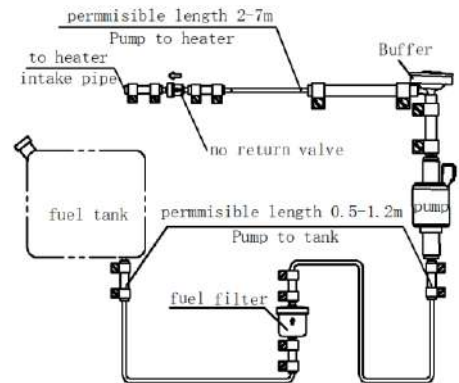 permmisible length 2-7m
Pump to heater
Buffer
to heater
intake pipe
no return valve
fuel tank
pump
permmisible length 0.5-1.2m
Pump to tank
fuel filter